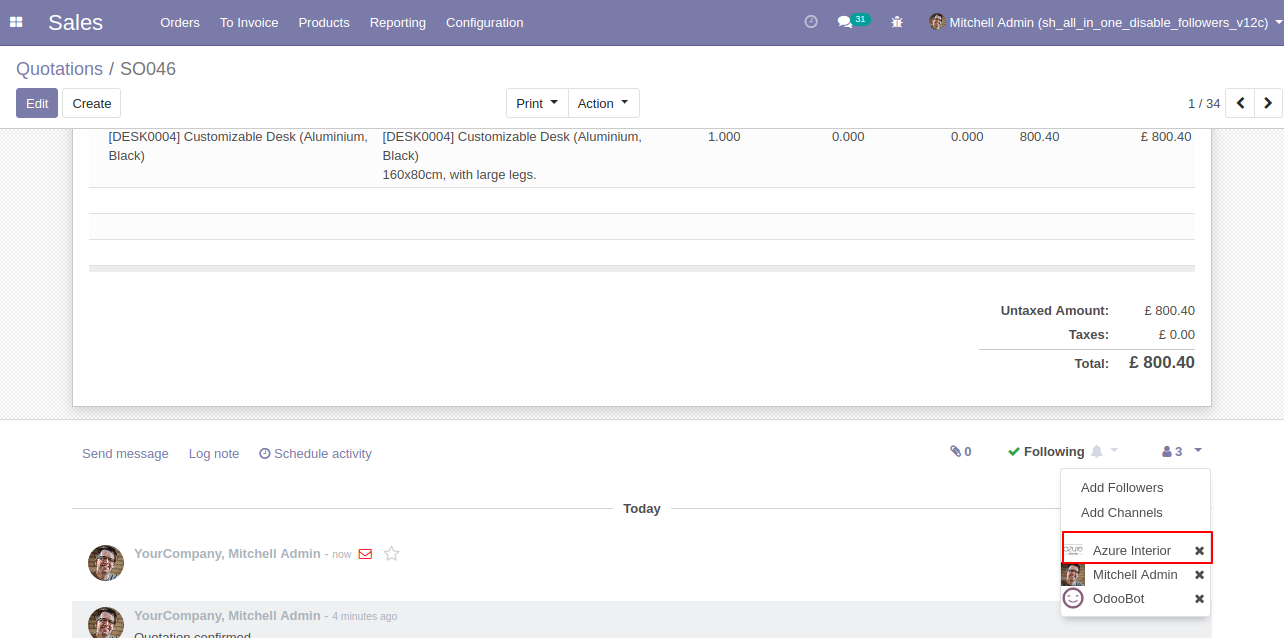 Sales Orders To Invoice Products Reporting Configuration 31 Mitchell Admin (sh_all_in_one_disable_followers_v12c)
Quotations / SO046
Edit Create Print Action 1 / 34
[DESK0004] Customizable Desk (Aluminium, [DESK0004] Customizable Desk (Aluminium, 1.000 0.000 0.000 800.40 £ 800.40
Black) Black)
160x80cm, with large legs.
Untaxed Amount: £ 800.40
Taxes: £ 0.00
Total: £ 800.40
Send message Log note Schedule activity 0 Following 3
Add Followers
Add Channels
Today
YourCompany, Mitchell Admin - now
azure Azure Interior
Mitchell Admin
OdooBot
YourCompany, Mitchell Admin - 4 minutes ago
Quotation confirmed